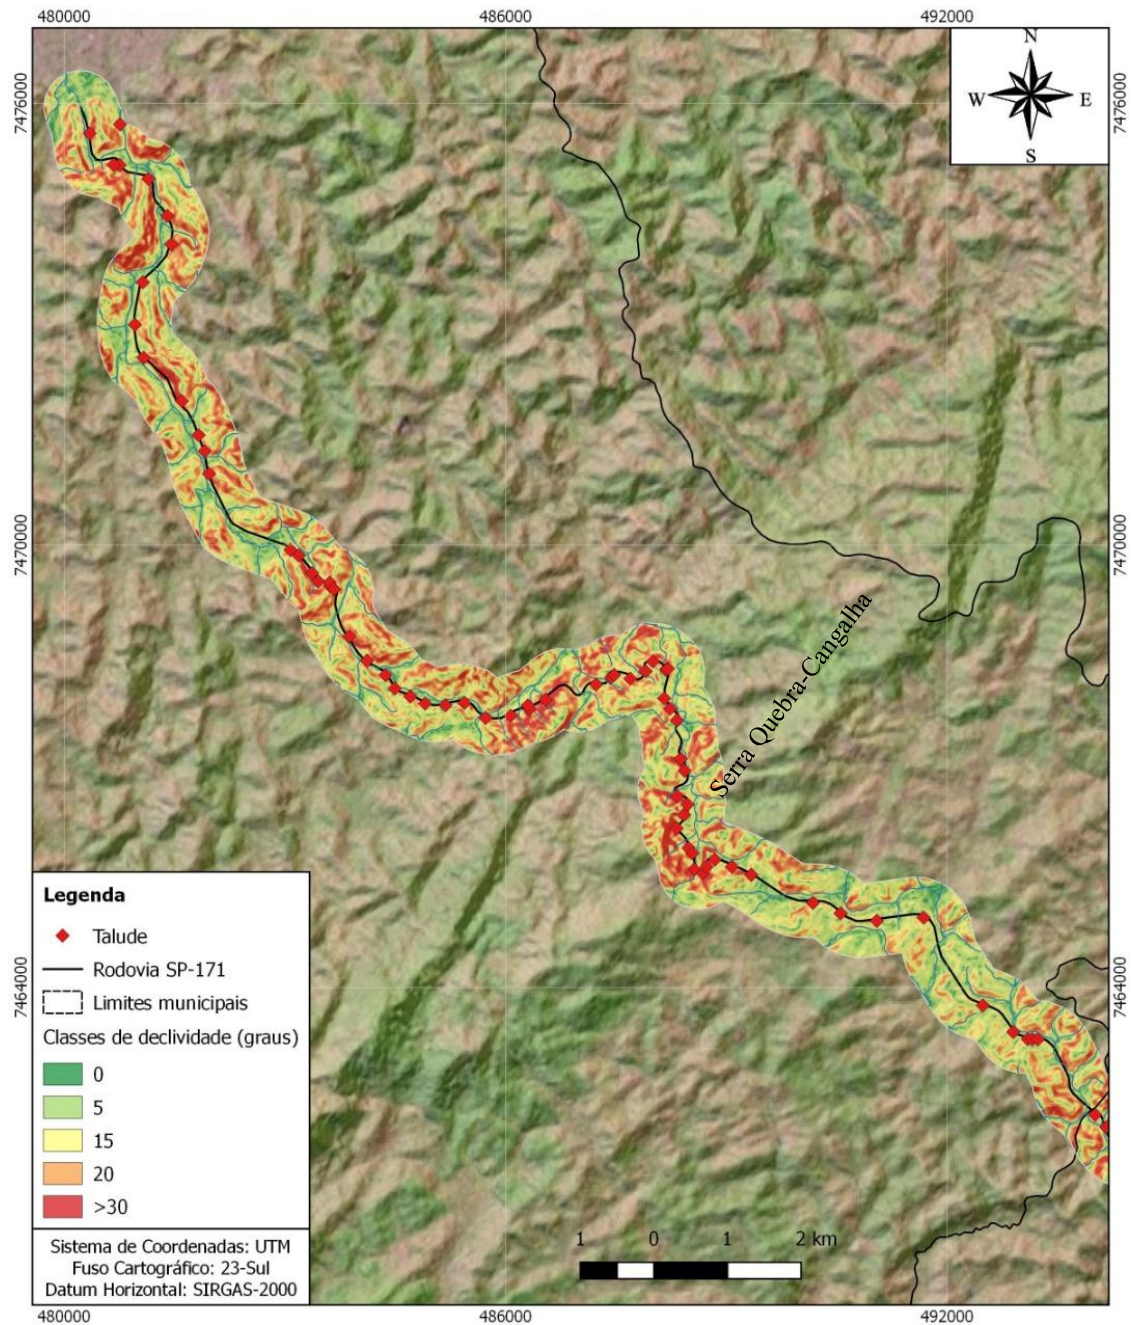 480000
486000
492000
7476000
7476000
N
W
E
S
7470000
7470000
Serra Quebra-Cangalha
7464000
Legenda
Talude
Rodovia SP-171
Limites municipais
Classes de declividade (graus)
0
5
15
20
>30
Sistema de Coordenadas: UTM
Fuso Cartográfico: 23-Sul
Datum Horizontal: SIRGAS-2000
1 0 1 2 km
480000
486000
492000